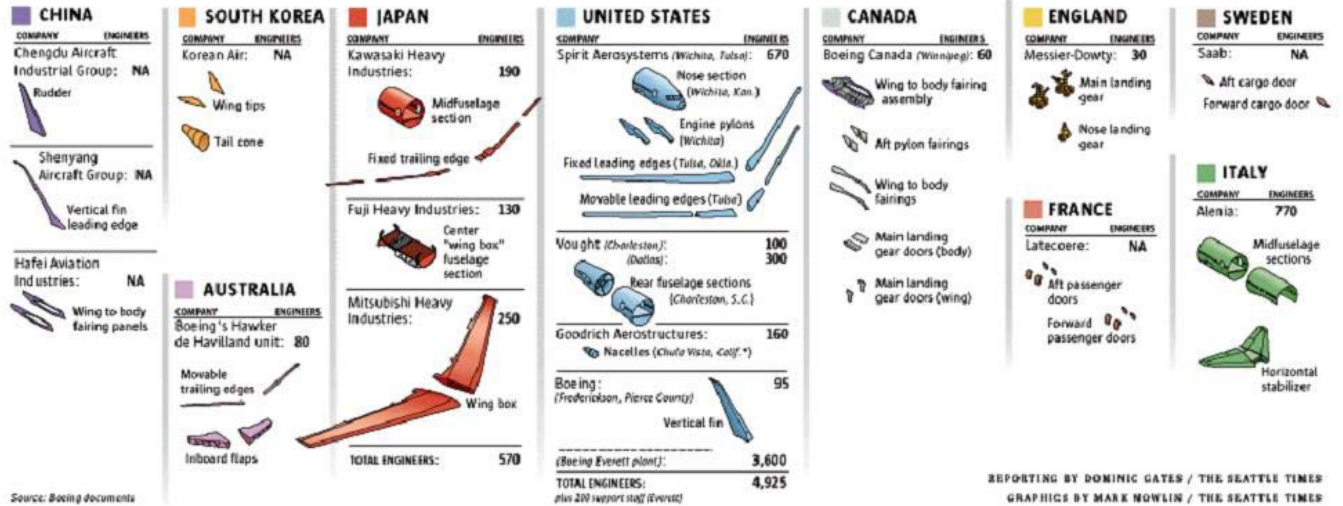 CHINA
COMPANY ENGINEERS
Chengdu Aircraft
Industrial Group: NA
Rudder
Shenyang
Aircraft Group: NA
Vertical fin
leading edge
Hafei Aviation
Industries: NA
Wing to body
fairing panels
Source: Boeing documents
SOUTH KOREA
COMPANY ENGINEERS
Korean Air: NA
Wing tips
Tail cone
AUSTRALIA
COMPANY ENGINEERS
Boeing's Hawker
de Havilland unit: 80
Movable
trailing edges
Inboard flaps
JAPAN
COMPANY ENGINEERS
Kawasaki Heavy
Industries: 190
Midfuselage
section
Fixed trailing edge
Fuji Heavy Industries: 130
Center
"wing box"
fuselage
section
Mitsubishi Heavy
Industries: 250
Wing box
TOTAL ENGINEERS: 570
UNITED STATES
COMPANY ENGINEERS
Spirit Aerosystems (Wichita, Tulsa): 670
Nose section
(Wichita, Kan.)
Engine pylons
(Wichita)
Fixed leading edges (Tulsa, Okla.)
Movable leading edges (Tulsa)
Vought (Charleston): 100
(Dallas): 300
Rear fuselage sections
(Charleston, S.C.)
Goodrich Aerostructures: 160
Nacelles (Chula Vista, Calif.*)
Boeing: 95
(Frederickson, Pierce County)
Vertical fin
(Boeing Everett plant): 3,600
TOTAL ENGINEERS: 4,925
plus 200 support staff (Everett)
CANADA
COMPANY ENGINEERS
Boeing Canada (Winnipeg): 60
Wing to body fairing
assembly
Aft pylon fairings
Wing to body
fairings
Main landing
gear doors (body)
Main landing
gear doors (wing)
ENGLAND
COMPANY ENGINEERS
Messier-Dowty: 30
Main landing
gear
Nose landing
gear
FRANCE
COMPANY ENGINEERS
Latecoere: NA
Aft passenger
doors
Forward
passenger doors
SWEDEN
COMPANY ENGINEERS
Saab: NA
Aft cargo door
Forward cargo door
ITALY
COMPANY ENGINEERS
Alenia: 770
Midfuselage
sections
Horizontal
stabilizer
REPORTING BY DOMINIC GATES / THE SEATTLE TIMES
GRAPHICS BY MARK NOWLIN / THE SEATTLE TIMES